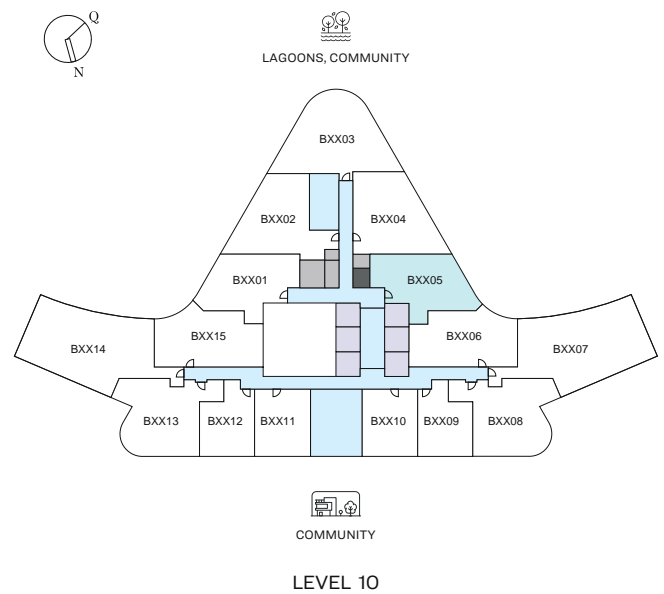 Q
N
LAGOONS, COMMUNITY
BXX03
BXX02
BXX04
BXX01
BXX05
BXX15
BXX06
BXX14
BXX07
BXX13
BXX12
BXX11
BXX10
BXX09
BXX08
COMMUNITY
LEVEL 10